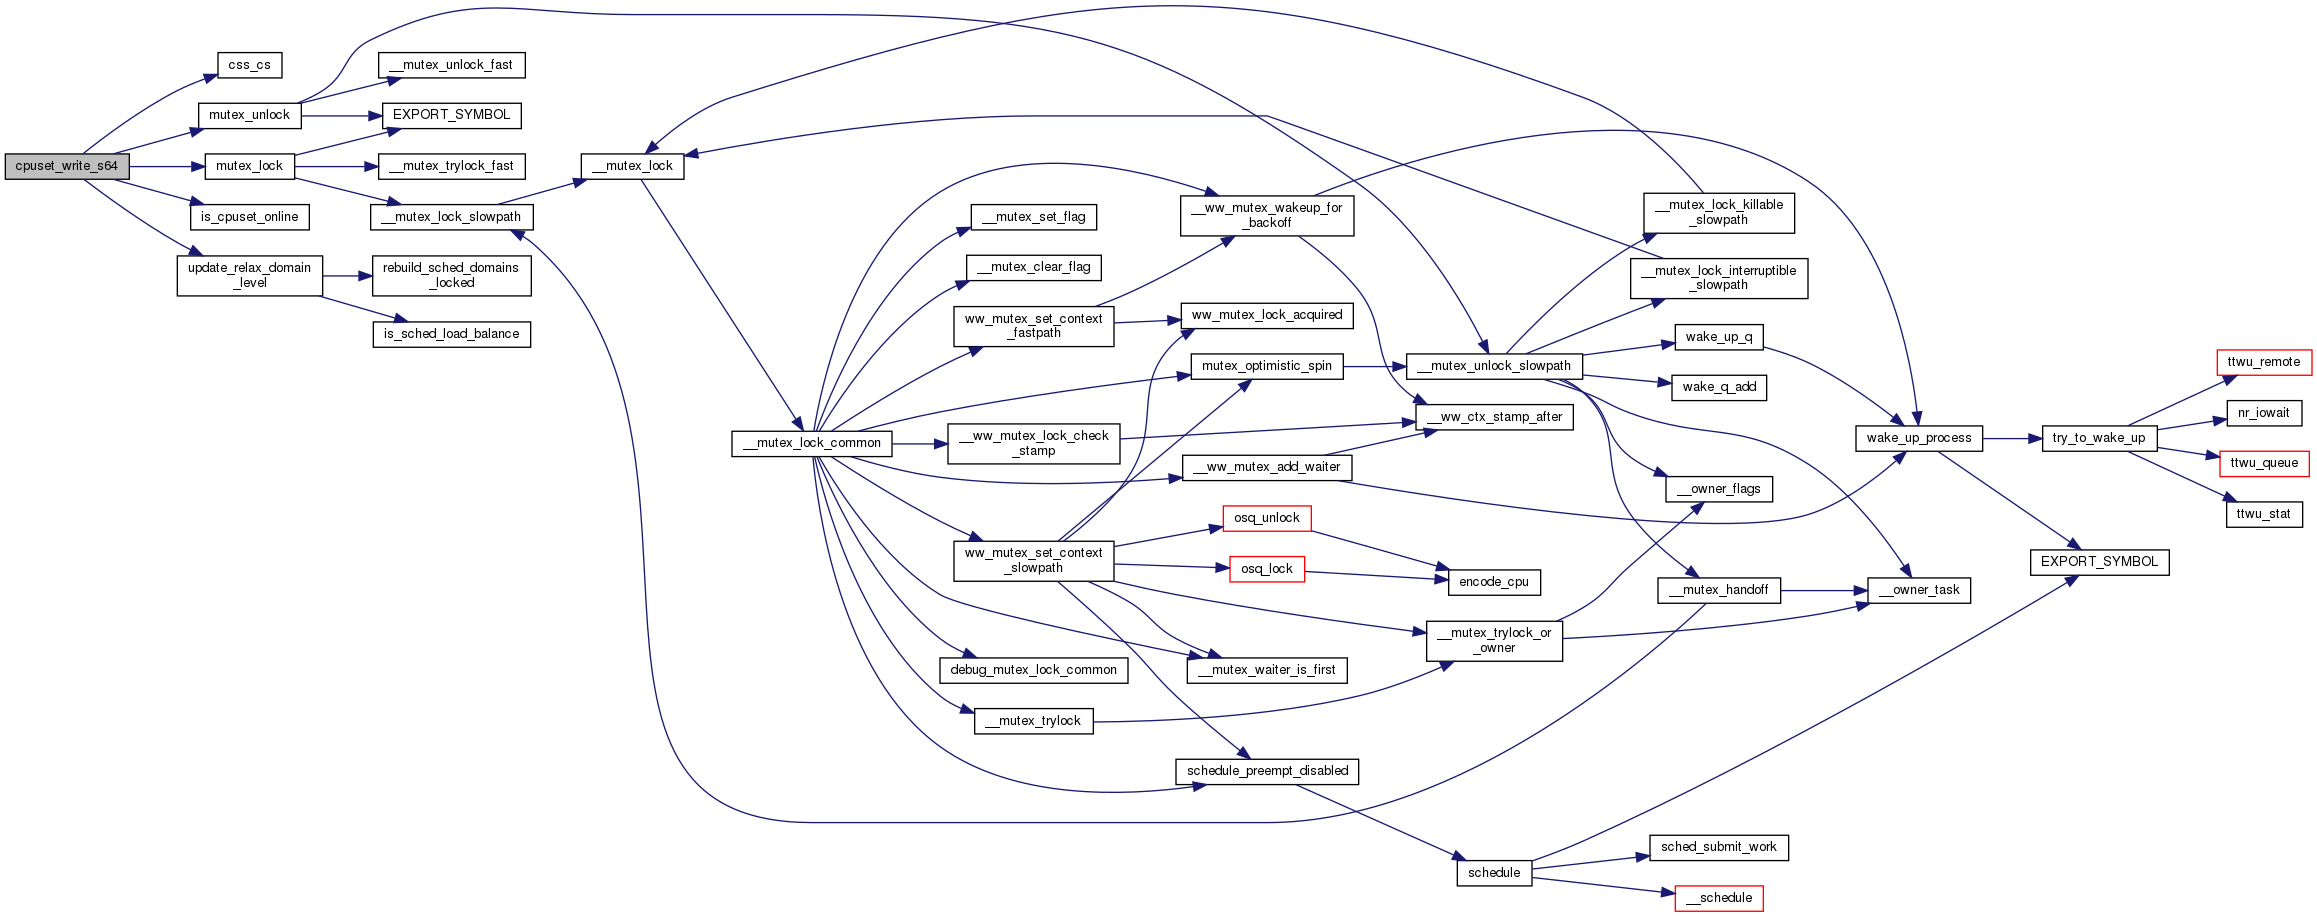 cpuset_write_s64
css_cs
mutex_unlock
mutex_lock
is_cpuset_online
update_relax_domain
_level
__mutex_unlock_fast
EXPORT_SYMBOL
__mutex_trylock_fast
__mutex_lock_slowpath
rebuild_sched_domains
_locked
is_sched_load_balance
__mutex_lock
__mutex_lock_common
__mutex_set_flag
__mutex_clear_flag
ww_mutex_set_context
_fastpath
__ww_mutex_lock_check
_stamp
ww_mutex_set_context
_slowpath
debug_mutex_lock_common
__mutex_trylock
__ww_mutex_wakeup_for
_backoff
ww_mutex_lock_acquired
mutex_optimistic_spin
__ww_mutex_add_waiter
osq_unlock
osq_lock
__mutex_waiter_is_first
schedule_preempt_disabled
__mutex_unlock_slowpath
__ww_ctx_stamp_after
encode_cpu
__mutex_trylock_or
_owner
schedule
__mutex_lock_killable
_slowpath
__mutex_lock_interruptible
_slowpath
wake_up_q
wake_q_add
__owner_flags
__mutex_handoff
sched_submit_work
__schedule
wake_up_process
__owner_task
try_to_wake_up
EXPORT_SYMBOL
ttwu_remote
nr_iowait
ttwu_queue
ttwu_stat